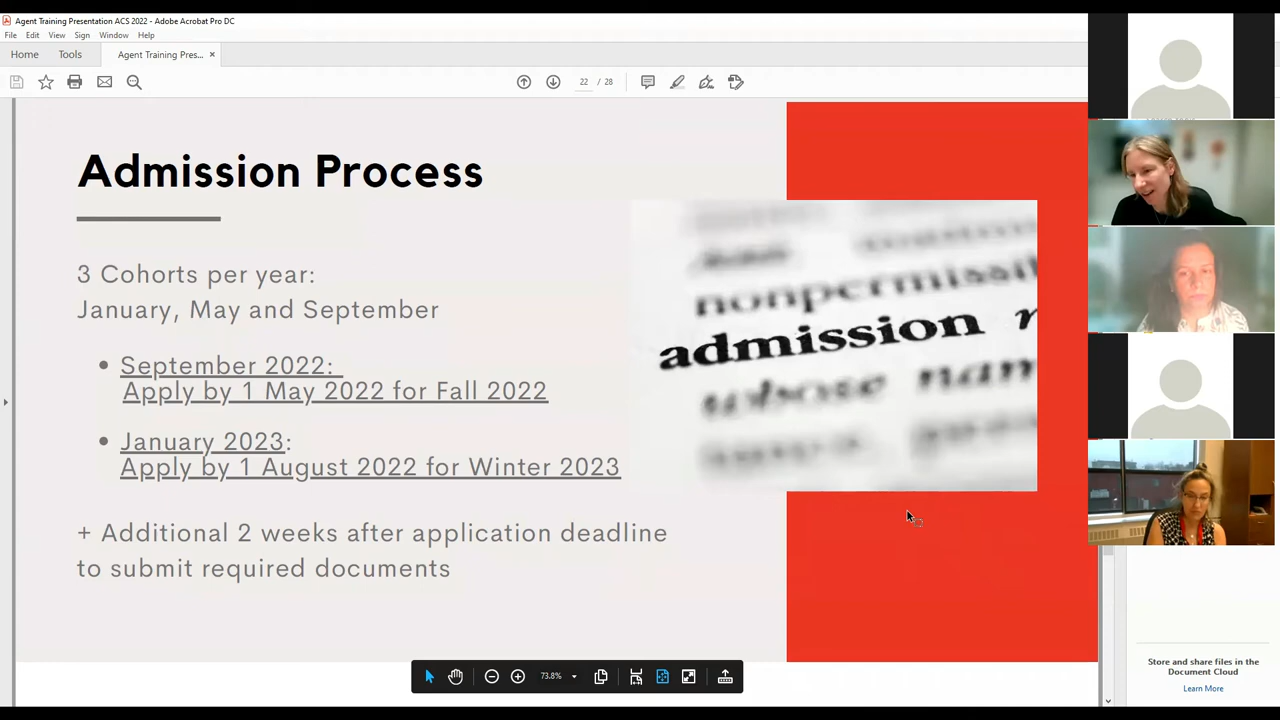 Agent Training Presentation ACS 2022 - Adobe Acrobat Pro DC
File Edit View Sign Window Help
Home Tools Agent Training Pres... ×
22 / 28
Admission Process
3 Cohorts per year:
January, May and September
• September 2022:
Apply by 1 May 2022 for Fall 2022
• January 2023:
Apply by 1 August 2022 for Winter 2023
+ Additional 2 weeks after application deadline
to submit required documents
nonpermissi
admission
whose nam
73.8%
Store and share files in the
Document Cloud
Learn More